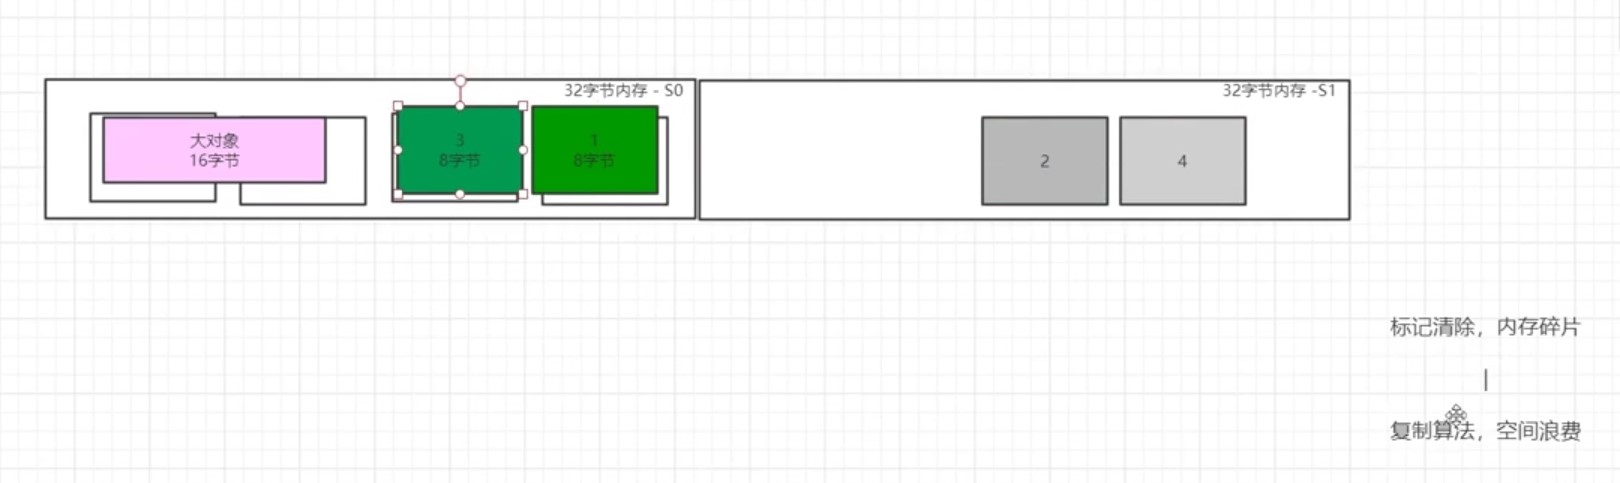 32字节内存 - S0
32字节内存 -S1
大对象
16字节
3
8字节
1
8字节
2
4
标记清除，内存碎片
|
复制算法，空间浪费